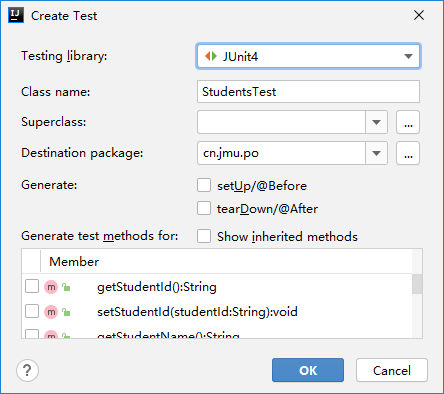 IJ Create Test
Testing library: JUnit4
Class name: StudentsTest
Superclass: ...
Destination package: cn.jmu.po ...
Generate: setUp/@Before
tearDown/@After
Generate test methods for: Show inherited methods
Member
m getStudentId():String
m setStudentId(studentId:String):void
m getStudentName():String
? OK Cancel